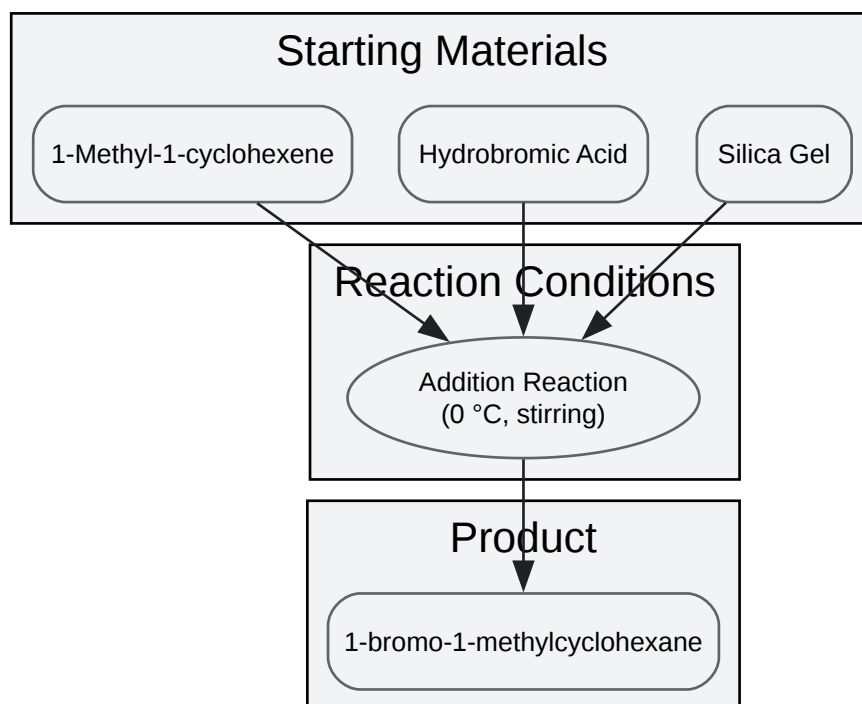 Starting Materials
1-Methyl-1-cyclohexene
Hydrobromic Acid
Silica Gel
Reaction Conditions
Addition Reaction
(0 °C, stirring)
Product
1-bromo-1-methylcyclohexane